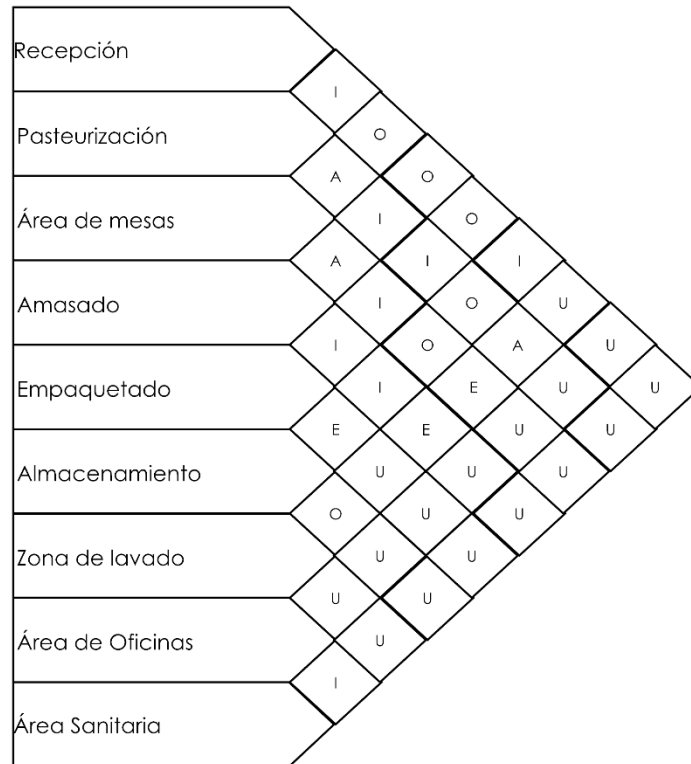 Recepción
I
Pasteurización O
A O
Área de mesas I O
A I I
Amasado I O U
I O A U
Empaquetado I E U U
E E U U
Almacenamiento U U U
O U U
Zona de lavado U U
U U
Área de Oficinas U
I
Área Sanitaria